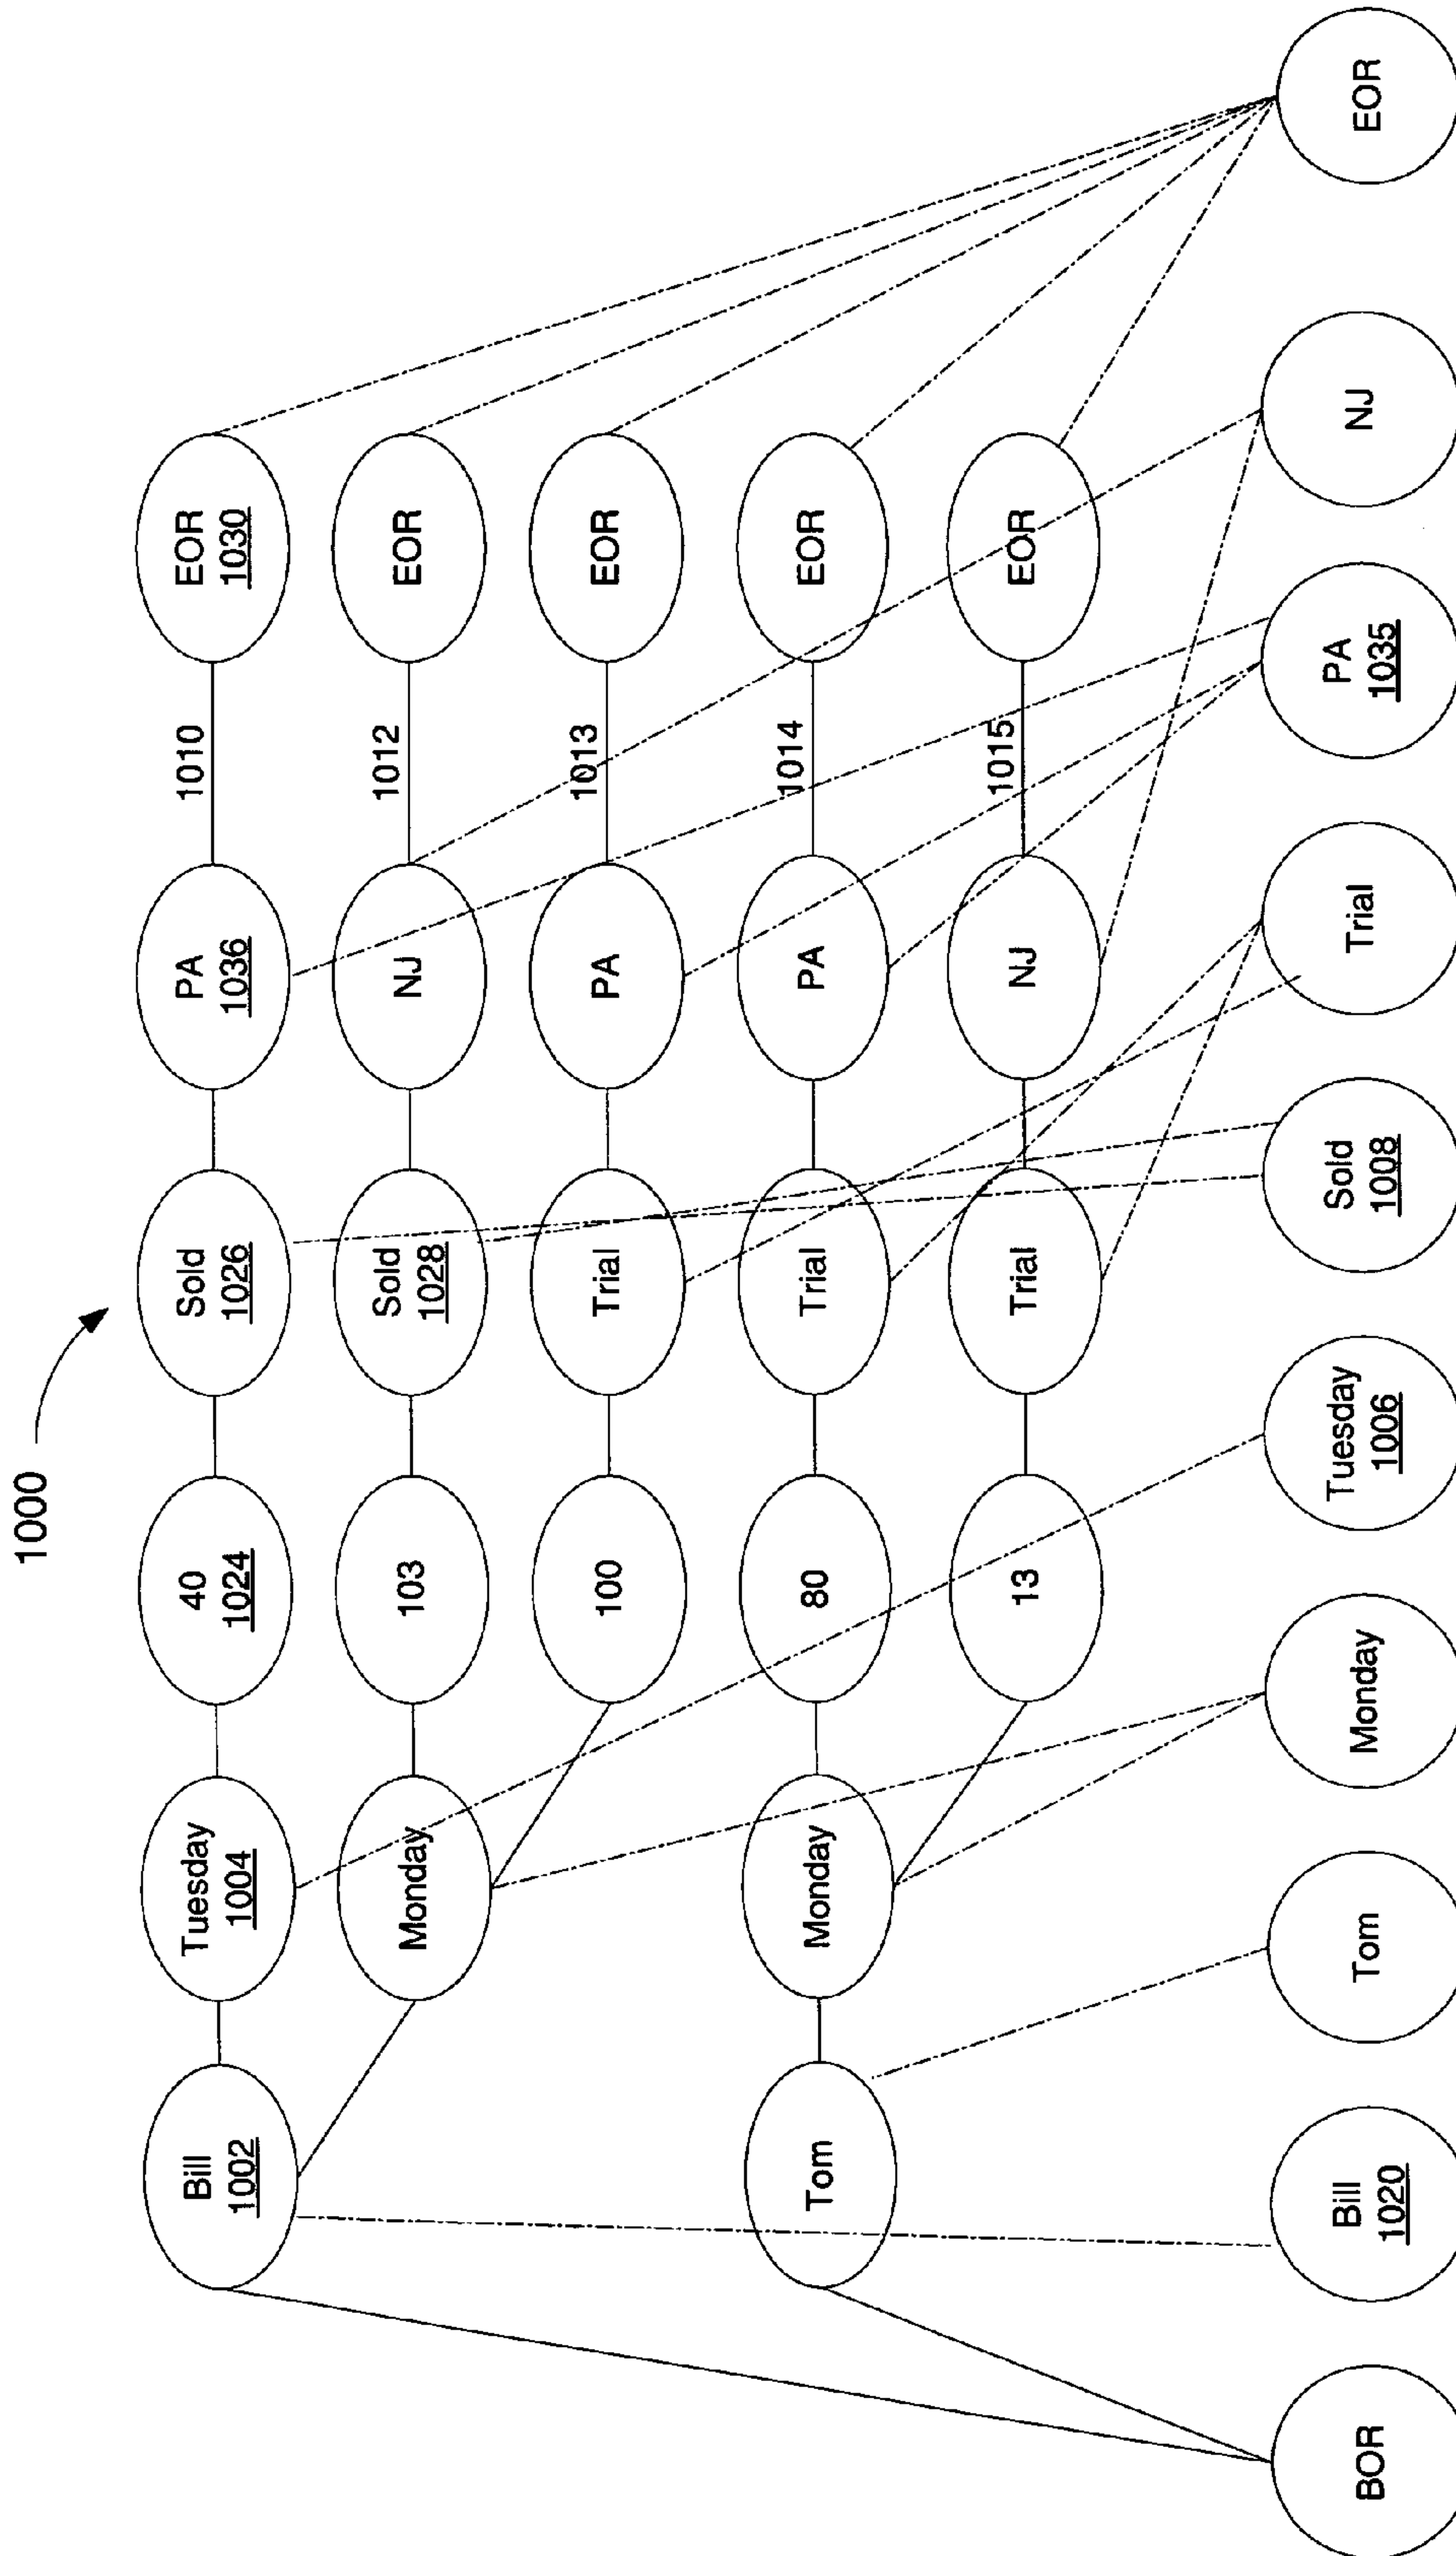 1000
Bill
1002
Tuesday
1004
40
1024
Sold
1026
PA
1036
1010
EOR
1030
Monday
103
Sold
1028
NJ
1012
EOR
100
Trial
PA
1013
EOR
Tom
Monday
80
Trial
PA
1014
EOR
13
Trial
NJ
1015
EOR
BOR
Bill
1020
Tom
Monday
Tuesday
1006
Sold
1008
Trial
PA
1035
NJ
EOR